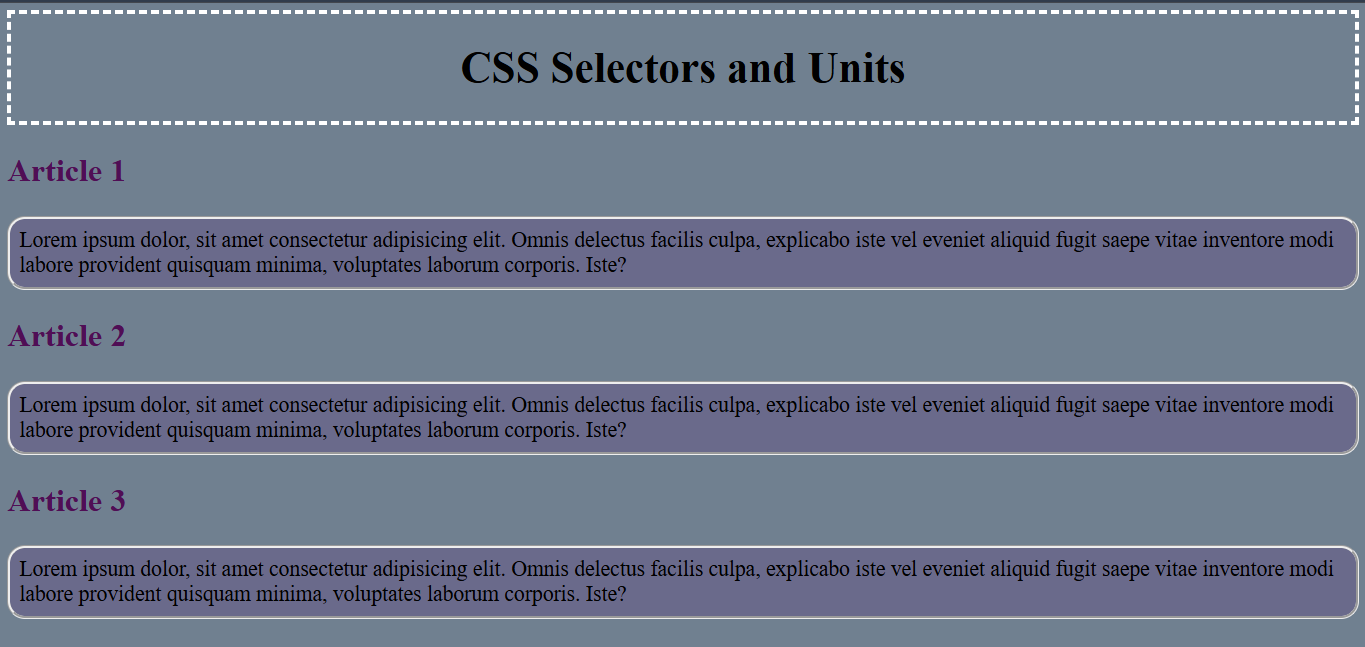 CSS Selectors and Units
Article 1
Lorem ipsum dolor, sit amet consectetur adipisicing elit. Omnis delectus facilis culpa, explicabo iste vel eveniet aliquid fugit saepe vitae inventore modi
labore provident quisquam minima, voluptates laborum corporis. Iste?
Article 2
Lorem ipsum dolor, sit amet consectetur adipisicing elit. Omnis delectus facilis culpa, explicabo iste vel eveniet aliquid fugit saepe vitae inventore modi
labore provident quisquam minima, voluptates laborum corporis. Iste?
Article 3
Lorem ipsum dolor, sit amet consectetur adipisicing elit. Omnis delectus facilis culpa, explicabo iste vel eveniet aliquid fugit saepe vitae inventore modi
labore provident quisquam minima, voluptates laborum corporis. Iste?